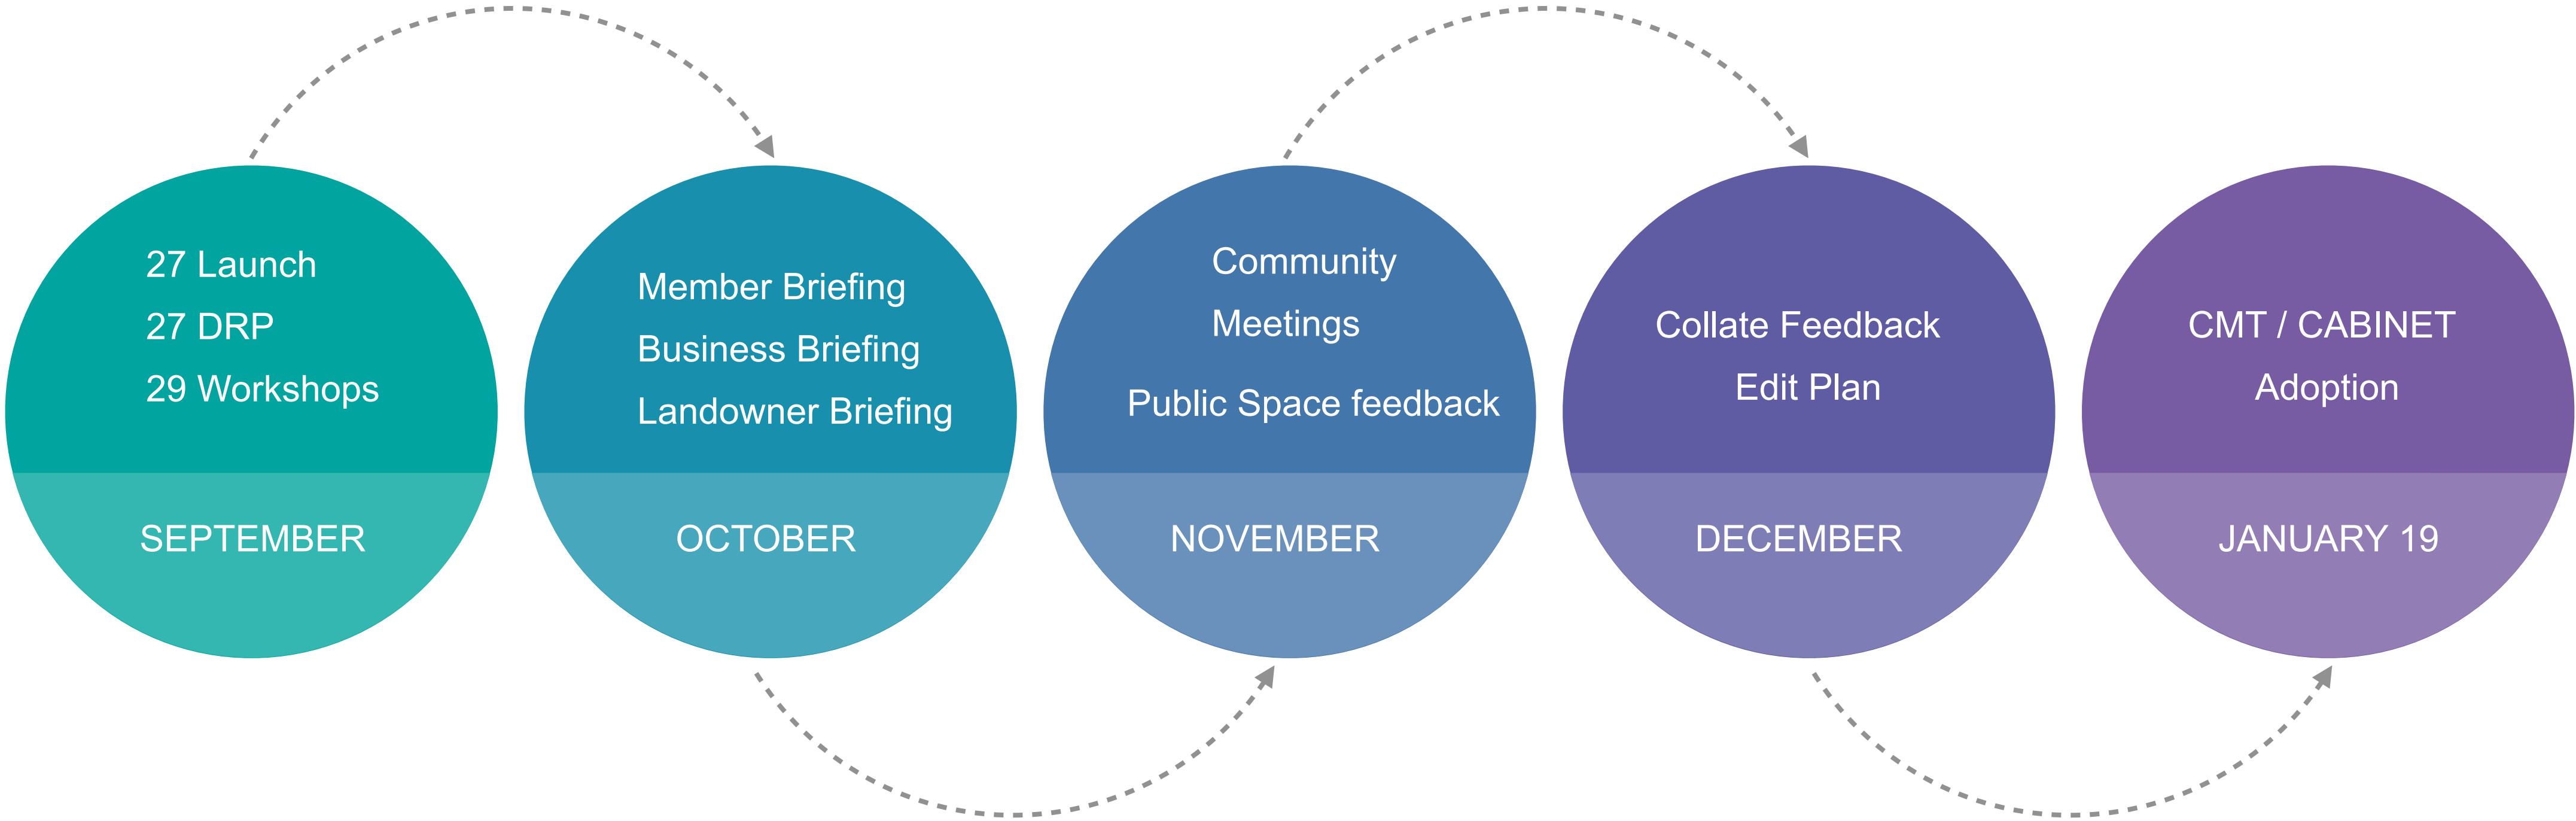 27 Launch
27 DRP
29 Workshops
SEPTEMBER
Member Briefing
Business Briefing
Landowner Briefing
OCTOBER
Community
Meetings
Public Space feedback
NOVEMBER
Collate Feedback
Edit Plan
DECEMBER
CMT / CABINET
Adoption
JANUARY 19